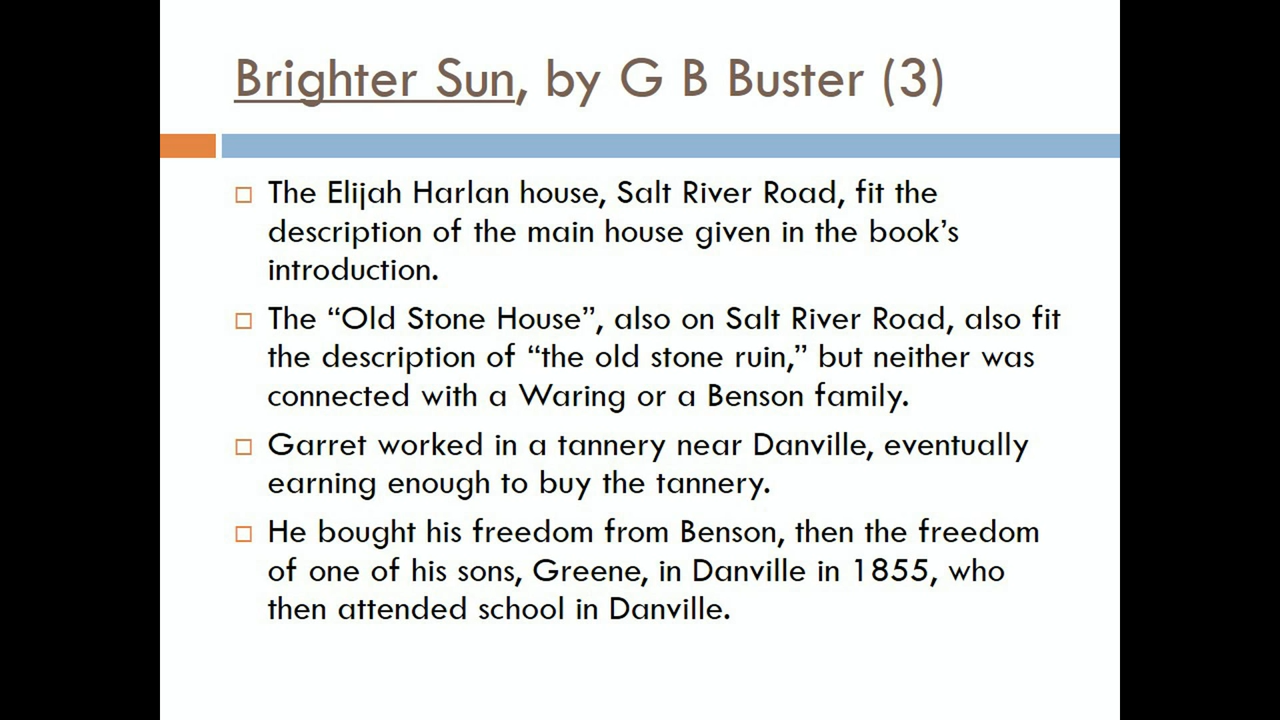 Brighter Sun, by G B Buster (3)
The Elijah Harlan house, Salt River Road, fit the
description of the main house given in the book’s
introduction.
The “Old Stone House”, also on Salt River Road, also fit
the description of “the old stone ruin,” but neither was
connected with a Waring or a Benson family.
Garret worked in a tannery near Danville, eventually
earning enough to buy the tannery.
He bought his freedom from Benson, then the freedom
of one of his sons, Greene, in Danville in 1855, who
then attended school in Danville.